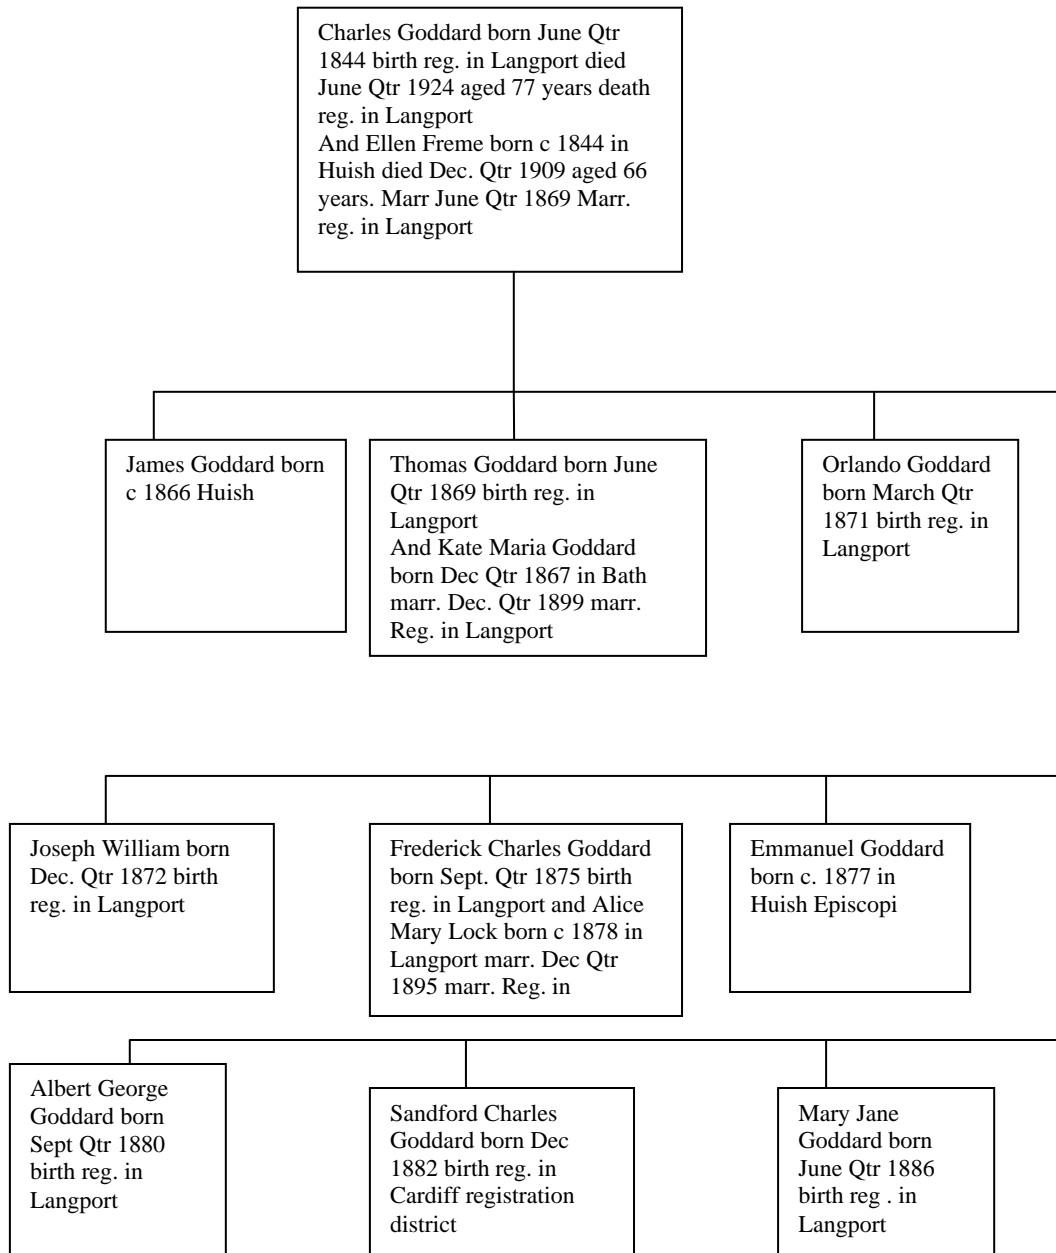 Charles Goddard born June Qtr
1844 birth reg. in Langport died
June Qtr 1924 aged 77 years death
reg. in Langport
And Ellen Freme born c 1844 in
Huish died Dec. Qtr 1909 aged 66
years. Marr June Qtr 1869 Marr.
reg. in Langport
James Goddard born
c 1866 Huish
Thomas Goddard born June
Qtr 1869 birth reg. in
Langport
And Kate Maria Goddard
born Dec Qtr 1867 in Bath
marr. Dec. Qtr 1899 marr.
Reg. in Langport
Orlando Goddard
born March Qtr
1871 birth reg. in
Langport
Joseph William born
Dec. Qtr 1872 birth
reg. in Langport
Frederick Charles Goddard
born Sept. Qtr 1875 birth
reg. in Langport and Alice
Mary Lock born c 1878 in
Langport marr. Dec Qtr
1895 marr. Reg. in
Emmanuel Goddard
born c. 1877 in
Huish Episcopi
Albert George
Goddard born
Sept Qtr 1880
birth reg. in
Langport
Sandford Charles
Goddard born Dec
1882 birth reg. in
Cardiff registration
district
Mary Jane
Goddard born
June Qtr 1886
birth reg . in
Langport